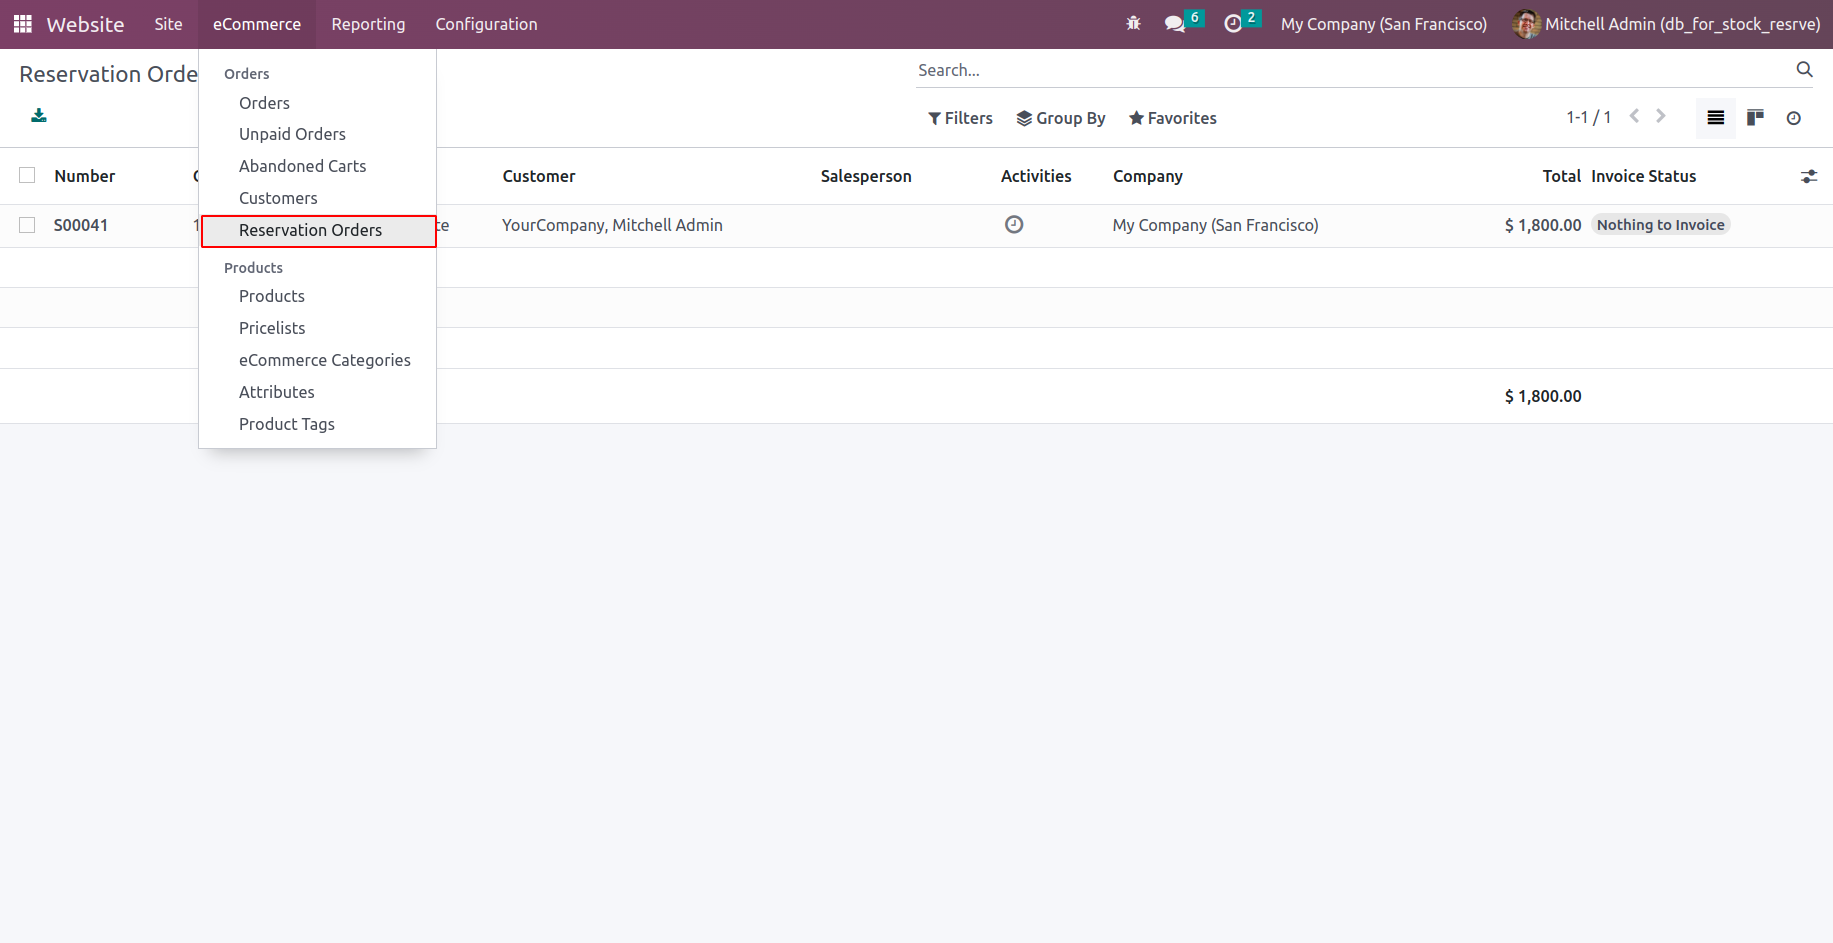 Website Site eCommerce Reporting Configuration 6 2 My Company (San Francisco) Mitchell Admin (db_for_stock_resrve)
Reservation Orde
Search...
Filters Group By Favorites 1-1 / 1
Orders
Orders
Unpaid Orders
Abandoned Carts
Customers
Reservation Orders
Products
Products
Pricelists
eCommerce Categories
Attributes
Product Tags
Number Customer Salesperson Activities Company Total Invoice Status
S00041 YourCompany, Mitchell Admin My Company (San Francisco) $ 1,800.00 Nothing to Invoice
$ 1,800.00